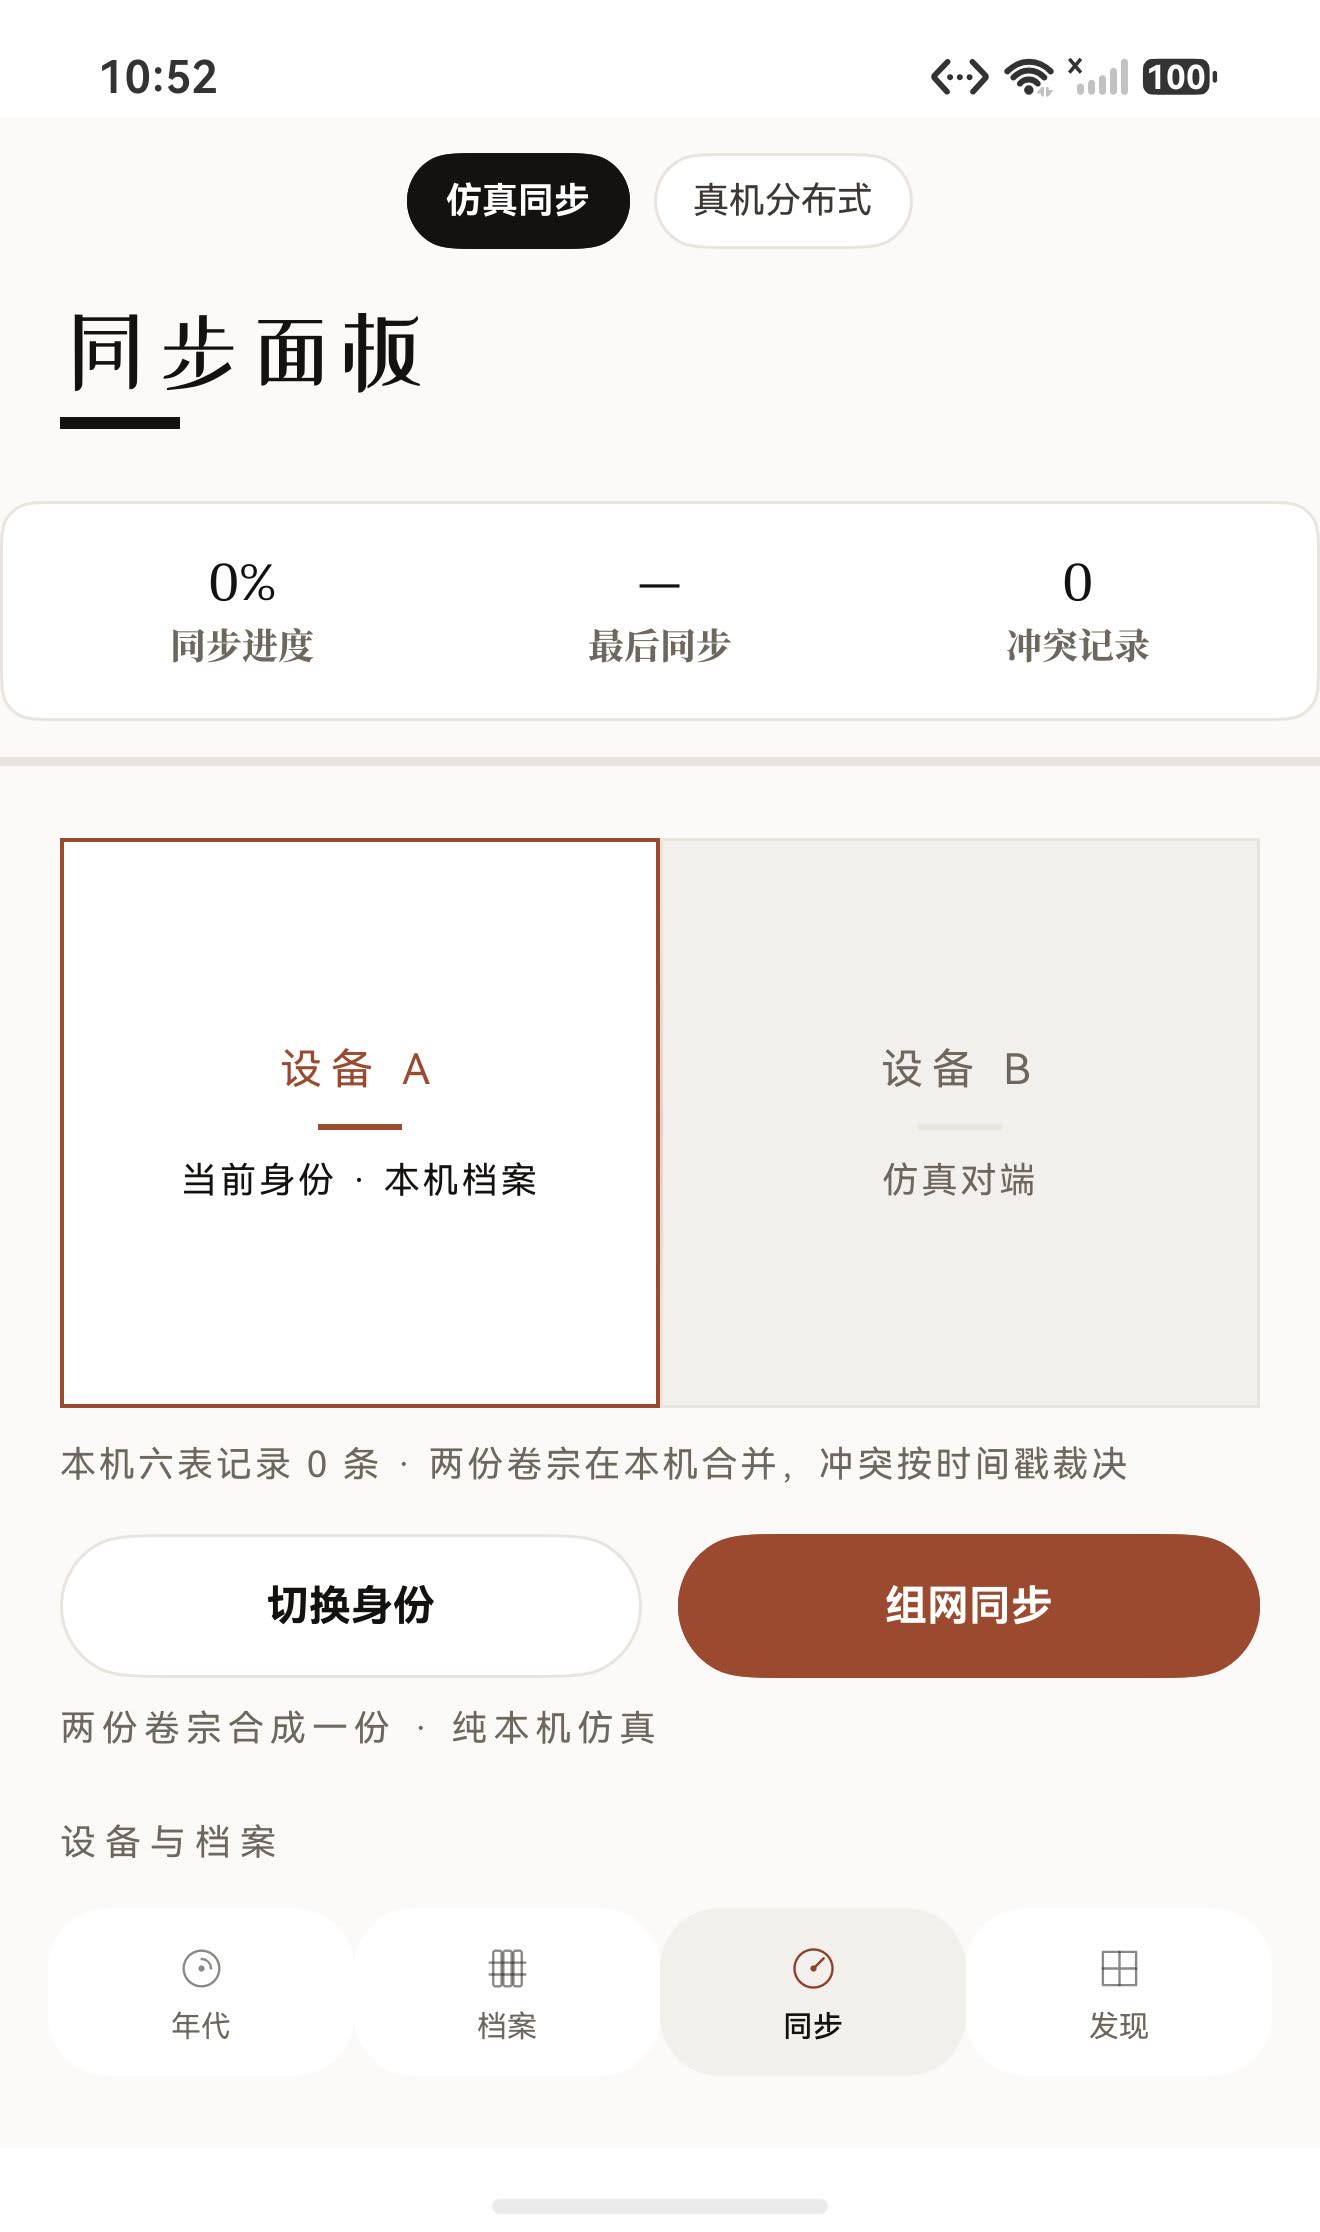 10:52
100
仿真同步 真机分布式
同步面板
0% — 0
同步进度 最后同步 冲突记录
设备 A 设备 B
当前身份 · 本机档案 仿真对端
本机六表记录 0 条 · 两份卷宗在本机合并，冲突按时间戳裁决
切换身份 组网同步
两份卷宗合成一份 · 纯本机仿真
设备与档案
年代 档案 同步 发现